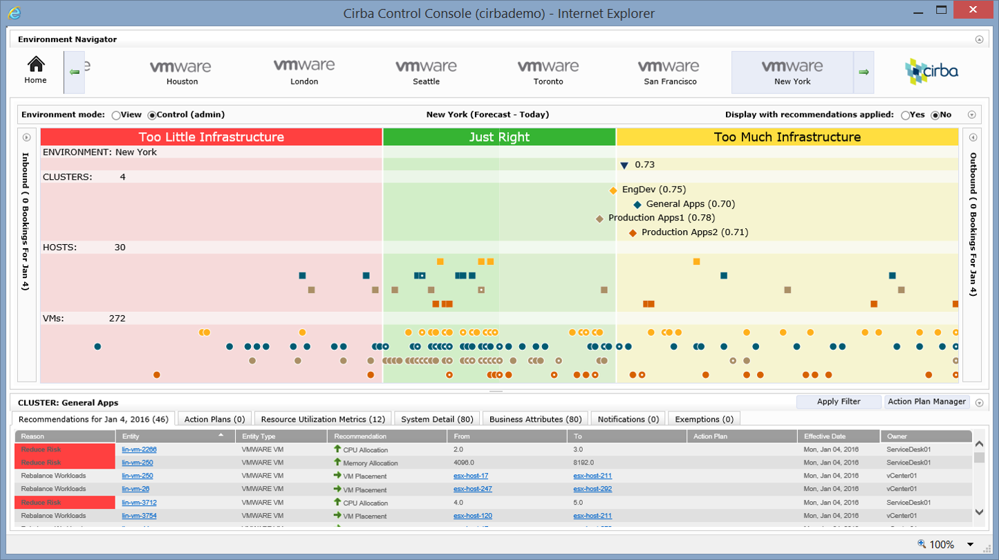 Cirba Control Console (cirbademo) - Internet Explorer
Environment Navigator
Home
vmware
Houston
vmware
London
vmware
Seattle
vmware
Toronto
vmware
San Francisco
vmware
New York
cirba
Environment mode: View Control (admin)
New York (Forecast - Today)
Display with recommendations applied: Yes No
Inbound ( 0 Bookings For Jan 4)
Too Little Infrastructure
Just Right
Too Much Infrastructure
ENVIRONMENT: New York
0.73
CLUSTERS: 4
EngDev (0.75)
General Apps (0.70)
Production Apps1 (0.78)
Production Apps2 (0.71)
HOSTS: 30
VMs: 272
Outbound ( 0 Bookings For Jan 4)
CLUSTER: General Apps
Apply Filter
Action Plan Manager
Recommendations for Jan 4, 2016 (46)
Action Plans (0)
Resource Utilization Metrics (12)
System Detail (80)
Business Attributes (80)
Notifications (0)
Exemptions (0)
Reason Entity Entity Type Recommendation From To Action Plan Effective Date Owner
Reduce Risk lin-vm-2266 VMWARE VM CPU Allocation 2.0 3.0 Mon, Jan 04, 2016 ServiceDesk01
Reduce Risk lin-vm-250 VMWARE VM Memory Allocation 4096.0 8192.0 Mon, Jan 04, 2016 ServiceDesk01
Rebalance Workloads lin-vm-250 VMWARE VM VM Placement esx-host-17 esx-host-211 Mon, Jan 04, 2016 vCenter01
Rebalance Workloads lin-vm-26 VMWARE VM VM Placement esx-host-247 esx-host-292 Mon, Jan 04, 2016 vCenter01
Reduce Risk lin-vm-3712 VMWARE VM CPU Allocation 4.0 5.0 Mon, Jan 04, 2016 ServiceDesk01
Rebalance Workloads lin-vm-3754 VMWARE VM VM Placement esx-host-120 esx-host-211 Mon, Jan 04, 2016 vCenter01
100%